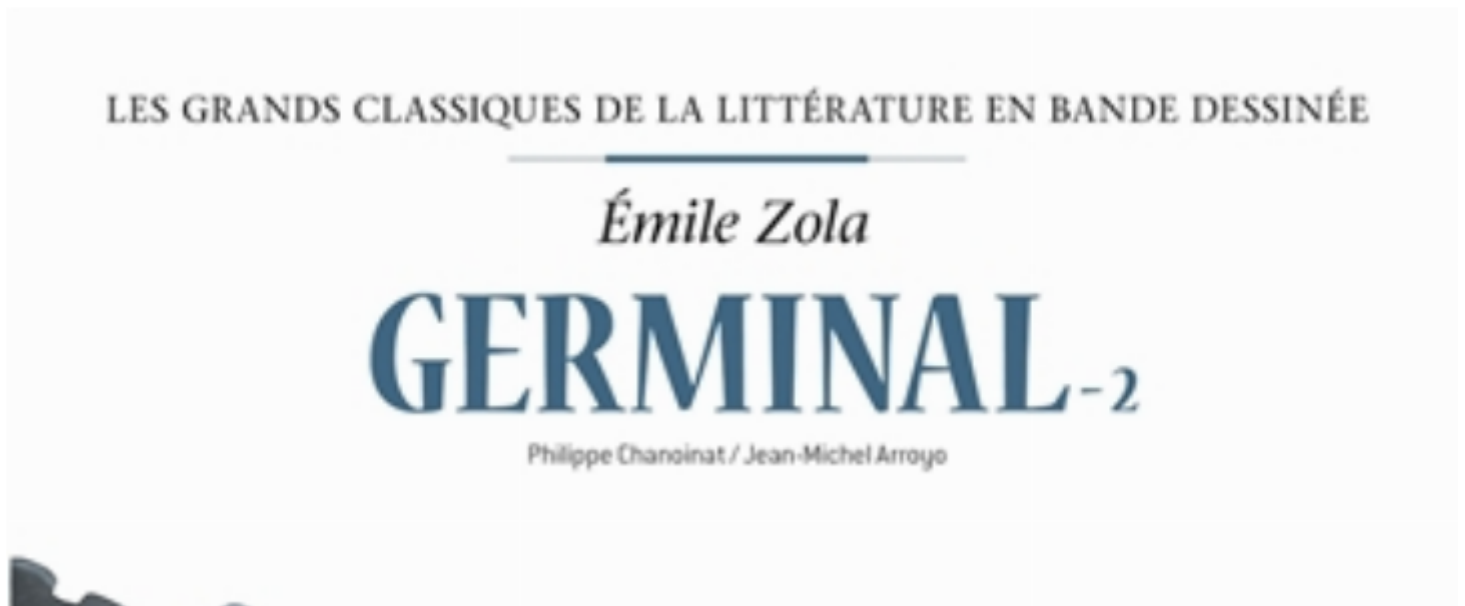 LES GRANDS CLASSIQUES DE LA LITTÉRATURE EN BANDE DESSINÉE
Émile Zola
GERMINAL - 2
Philippe Chanoinat / Jean-Michel Arroyo